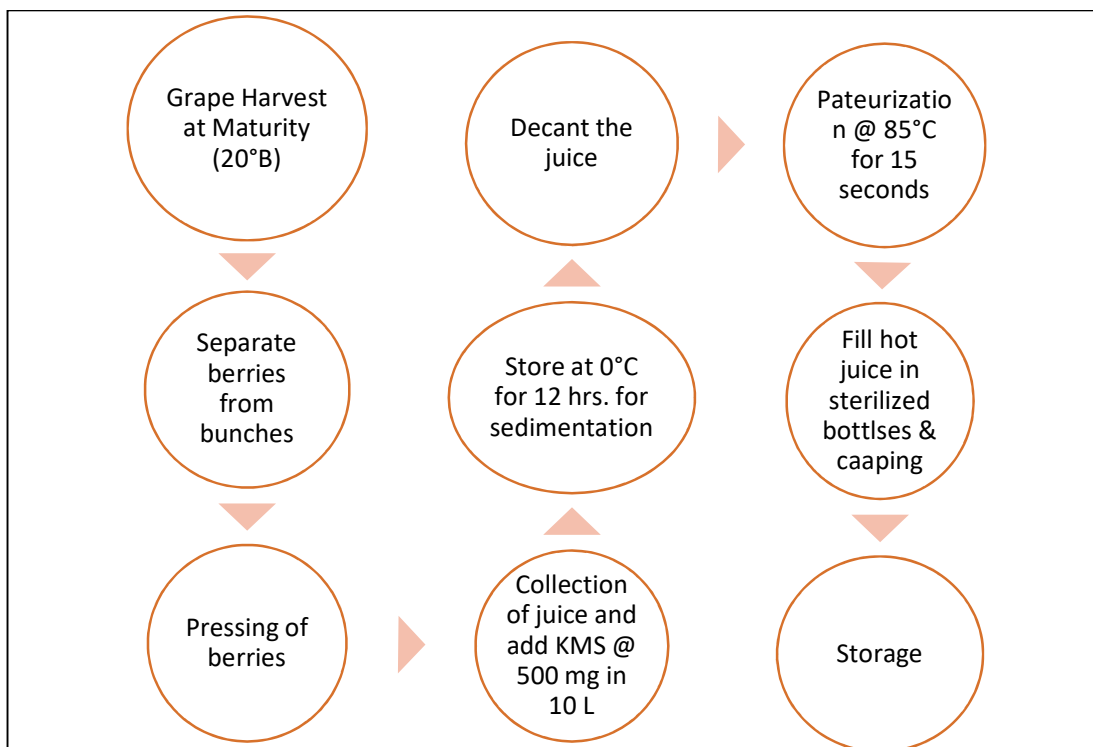 Grape Harvest
at Maturity
(20°B)
Separate
berries
from
bunches
Pressing of
berries
Collection
of juice and
add KMS @
500 mg in
10 L
Store at 0°C
for 12 hrs. for
sedimentation
Decant the
juice
Pateurizatio
n @ 85°C
for 15
seconds
Fill hot
juice in
sterilized
bottlses &
caaping
Storage